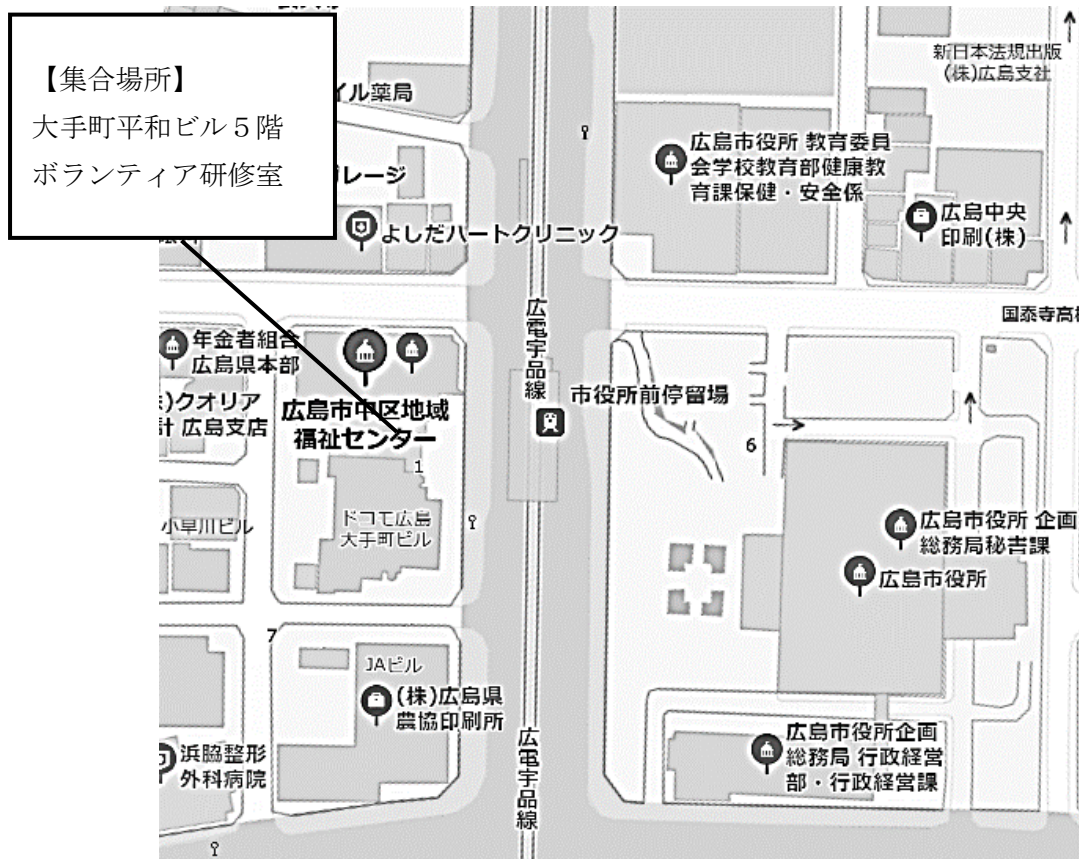 【集合場所】
大手町平和ビル５階
ボランティア研修室
イル薬局
レージ
よしだハートクリニック
広島市役所 教育委員
会学校教育部健康教
育課保健・安全係
新日本法規出版
(株)広島支社
広島中央
印刷(株)
国泰寺高校
年金者組合
広島県本部
)クオリア
計 広島支店
広島市中区地域
福祉センター
1
広電宇品線
市役所前停留場
6
ドコモ広島
大手町ビル
小早川ビル
広島市役所 企画
総務局秘書課
広島市役所
7
JAビル
(株)広島県
農協印刷所
浜脇整形
外科病院
広電宇品線
広島市役所企画
総務局 行政経営
部・行政経営課